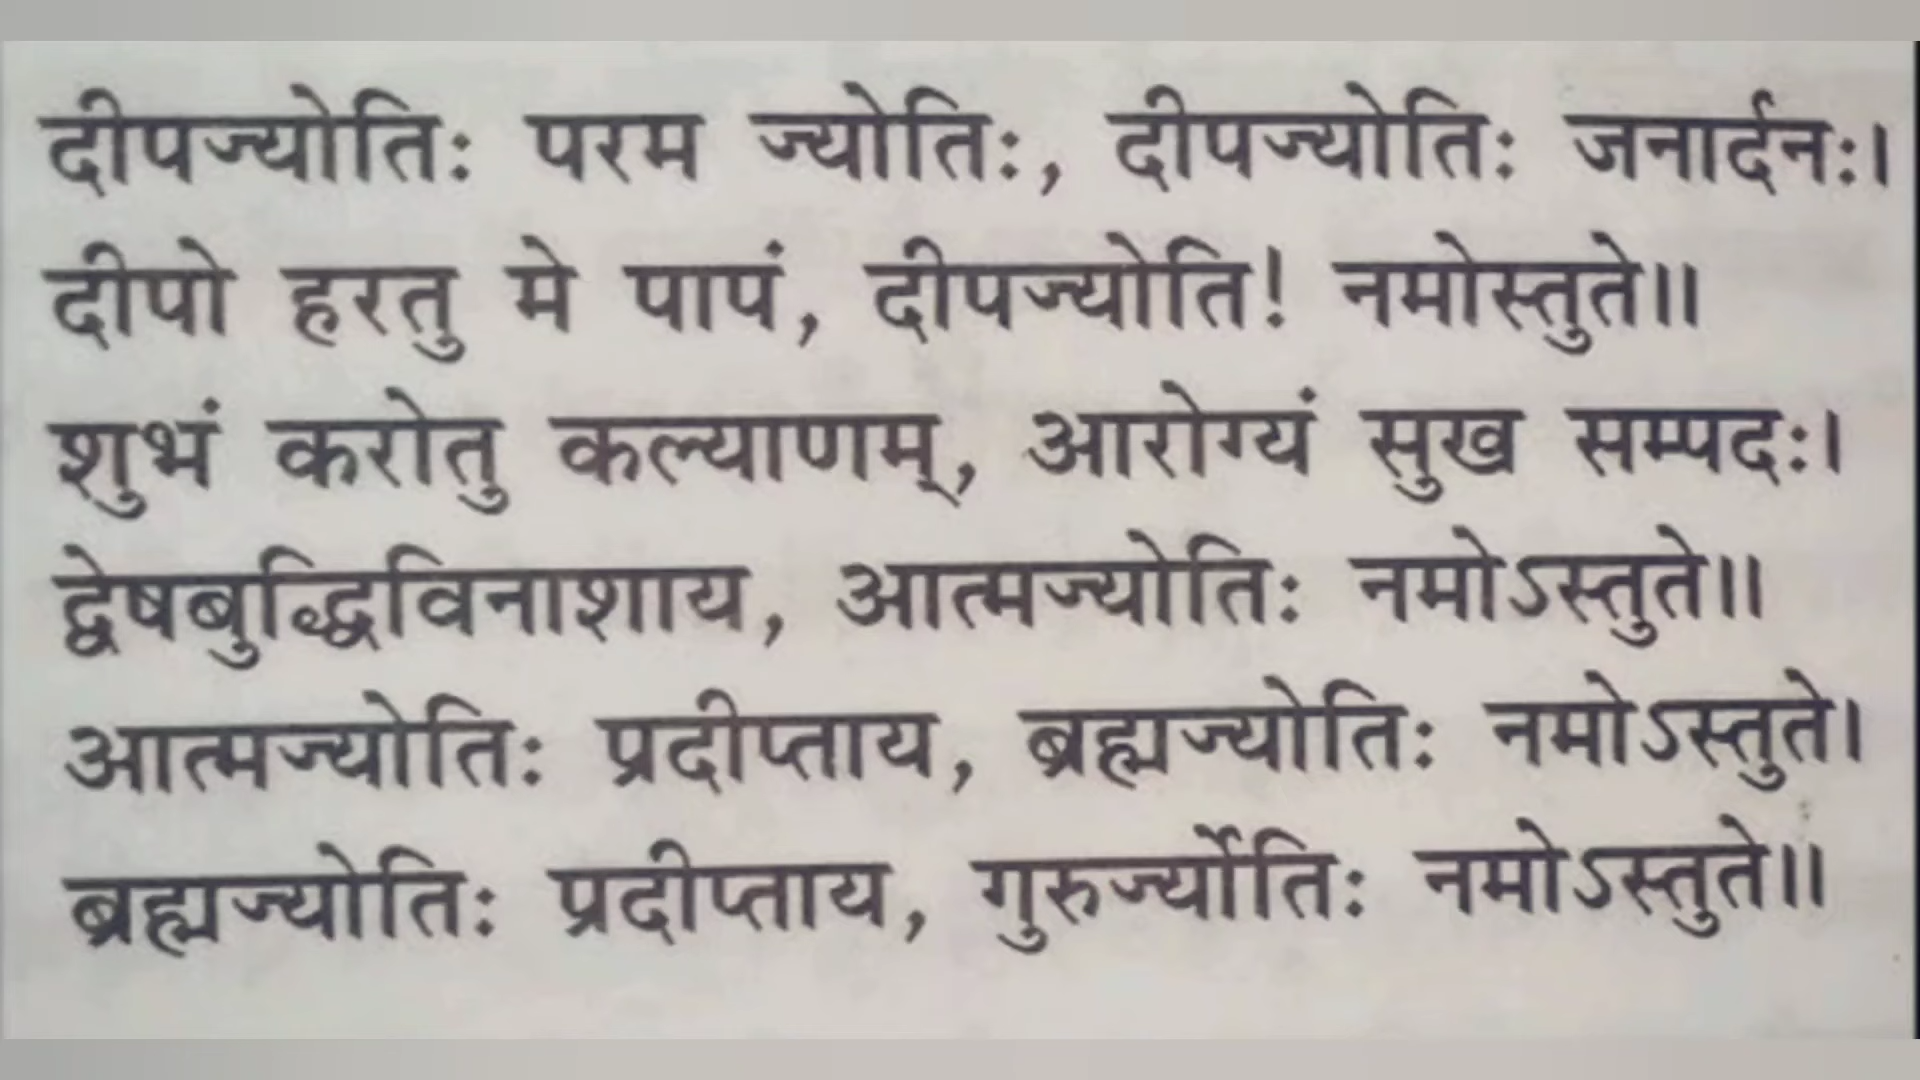 दीपज्योतिः परम ज्योतिः, दीपज्योतिः जनार्दनः।
दीपो हरतु मे पापं, दीपज्योति! नमोस्तुते॥
शुभं करोतु कल्याणम्, आरोग्यं सुख सम्पदः।
द्वेषबुद्धिविनाशाय, आत्मज्योतिः नमोऽस्तुते॥
आत्मज्योतिः प्रदीप्ताय, ब्रह्मज्योतिः नमोऽस्तुते।
ब्रह्मज्योतिः प्रदीप्ताय, गुरुर्ज्योतिः नमोऽस्तुते॥